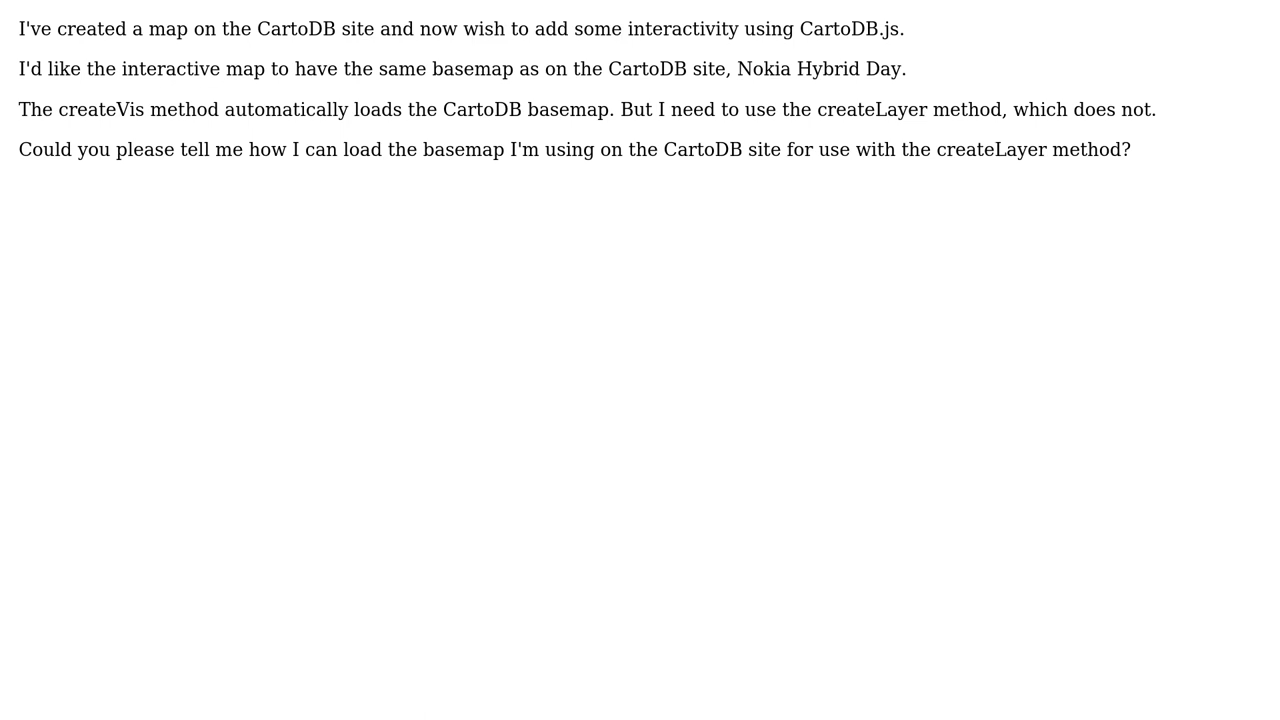 I've created a map on the CartoDB site and now wish to add some interactivity using CartoDB.js.
I'd like the interactive map to have the same basemap as on the CartoDB site, Nokia Hybrid Day.
The createVis method automatically loads the CartoDB basemap. But I need to use the createLayer method, which does not.
Could you please tell me how I can load the basemap I'm using on the CartoDB site for use with the createLayer method?